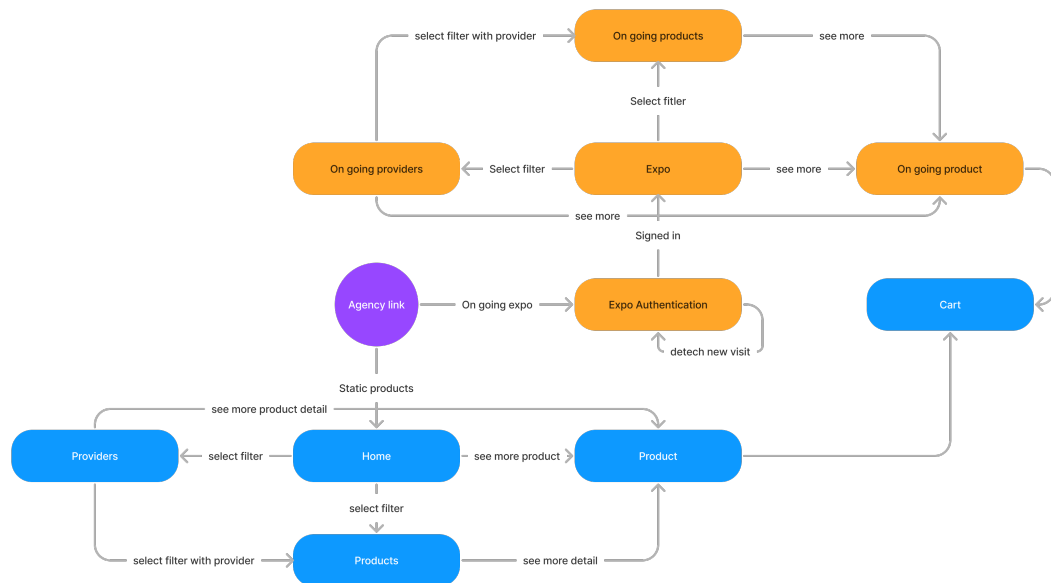 On going products
select filter with provider
see more
Select fitler
On going providers
Select filter
Expo
see more
On going product
see more
Signed in
Agency link
On going expo
Expo Authentication
Cart
detech new visit
Static products
see more product detail
Providers
select filter
Home
see more product
Product
select filter
select filter with provider
Products
see more detail